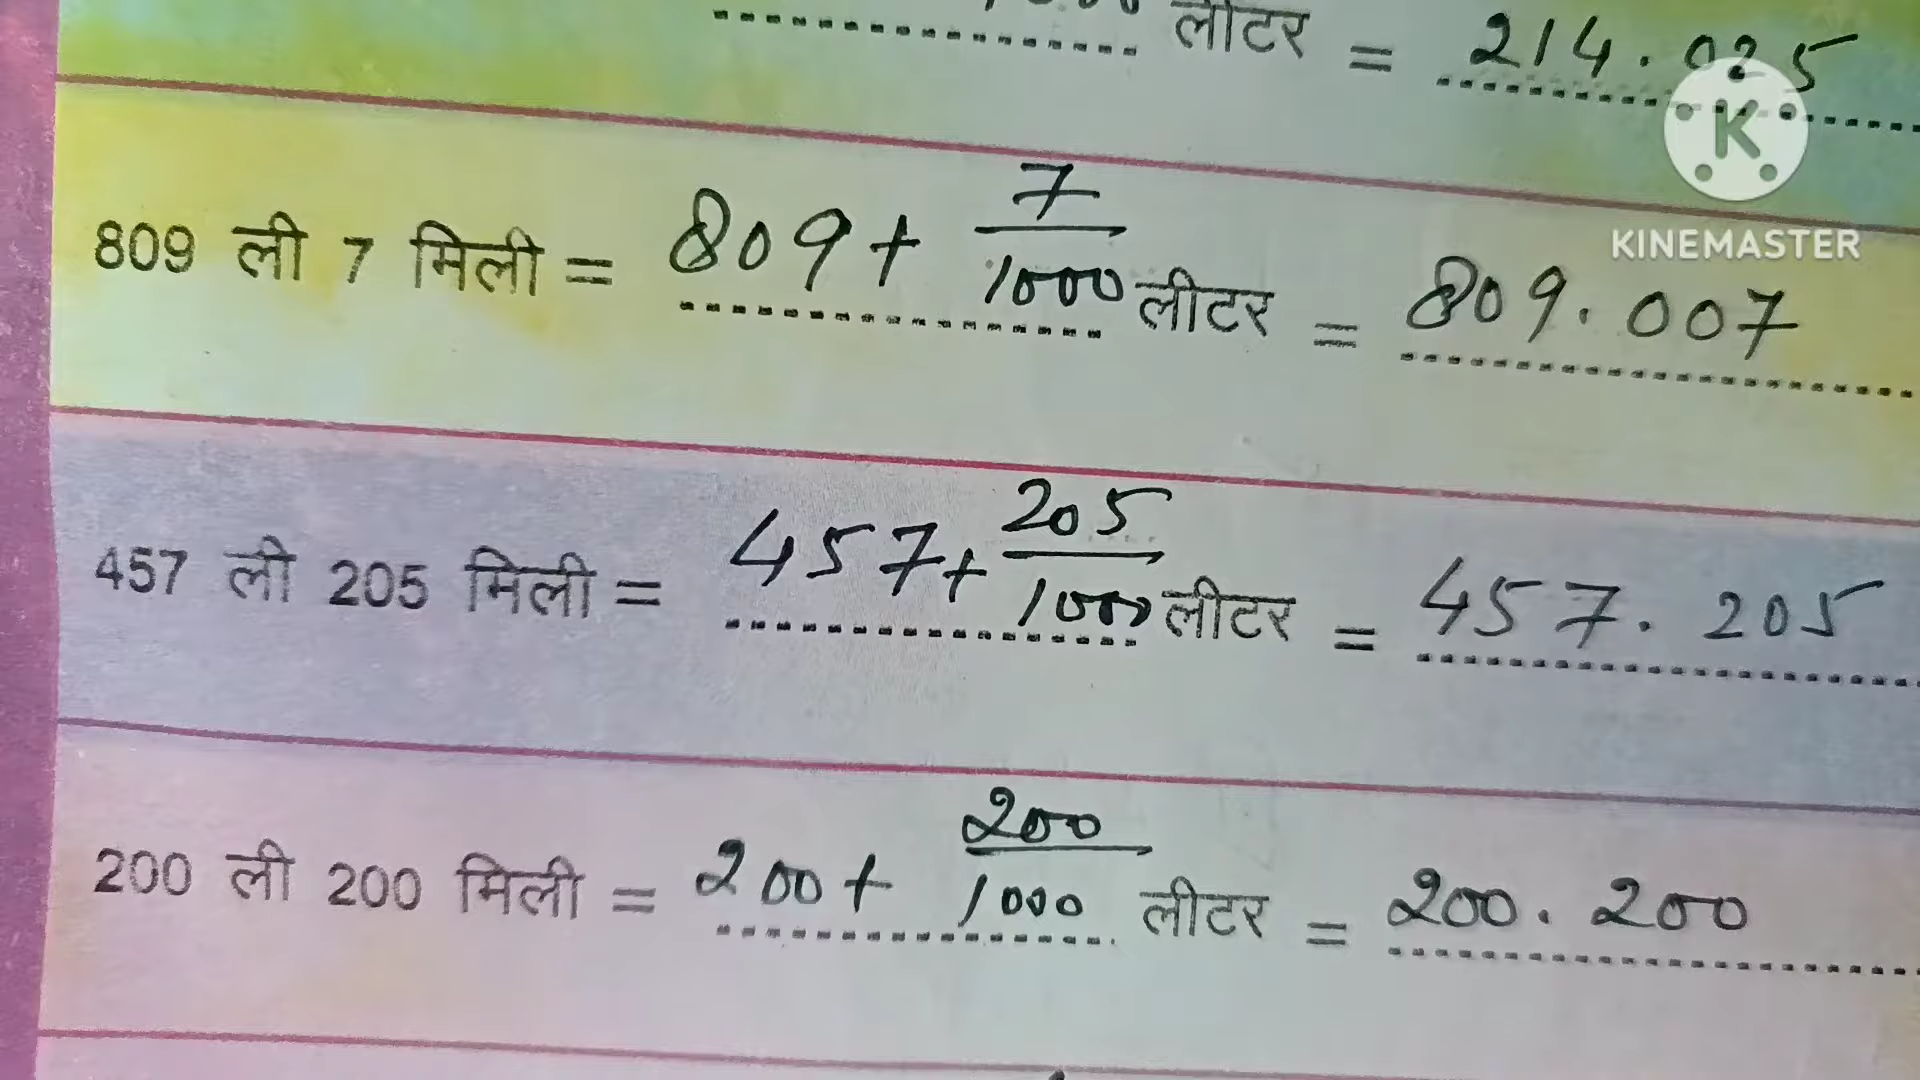 लीटर = 214.025
K
KINEMASTER
809 ली 7 मिली = 809 + 7/1000 लीटर = 809.007
457 ली 205 मिली = 457 + 205/1000 लीटर = 457.205
200 ली 200 मिली = 200 + 200/1000 लीटर = 200.200